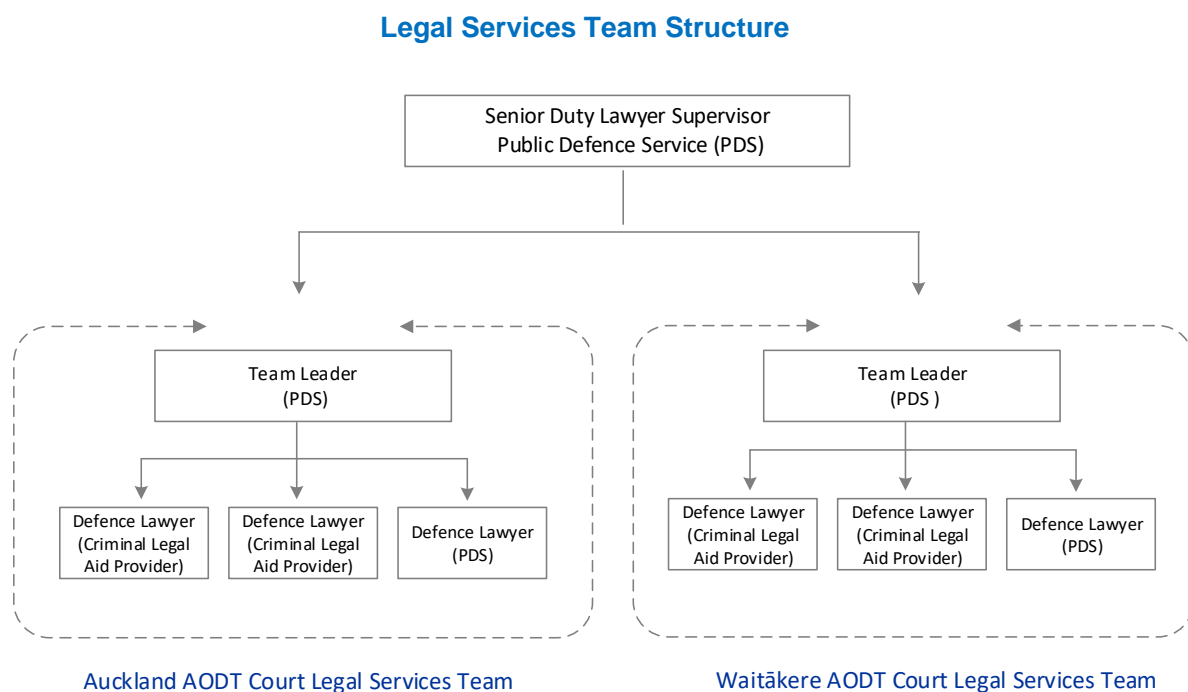 Legal Services Team Structure
Senior Duty Lawyer Supervisor
Public Defence Service (PDS)
Team Leader
(PDS)
Defence Lawyer
(Criminal Legal
Aid Provider)
Defence Lawyer
(Criminal Legal
Aid Provider)
Defence Lawyer
(PDS)
Auckland AODT Court Legal Services Team
Team Leader
(PDS )
Defence Lawyer
(Criminal Legal
Aid Provider)
Defence Lawyer
(Criminal Legal
Aid Provider)
Defence Lawyer
(PDS)
Waitākere AODT Court Legal Services Team